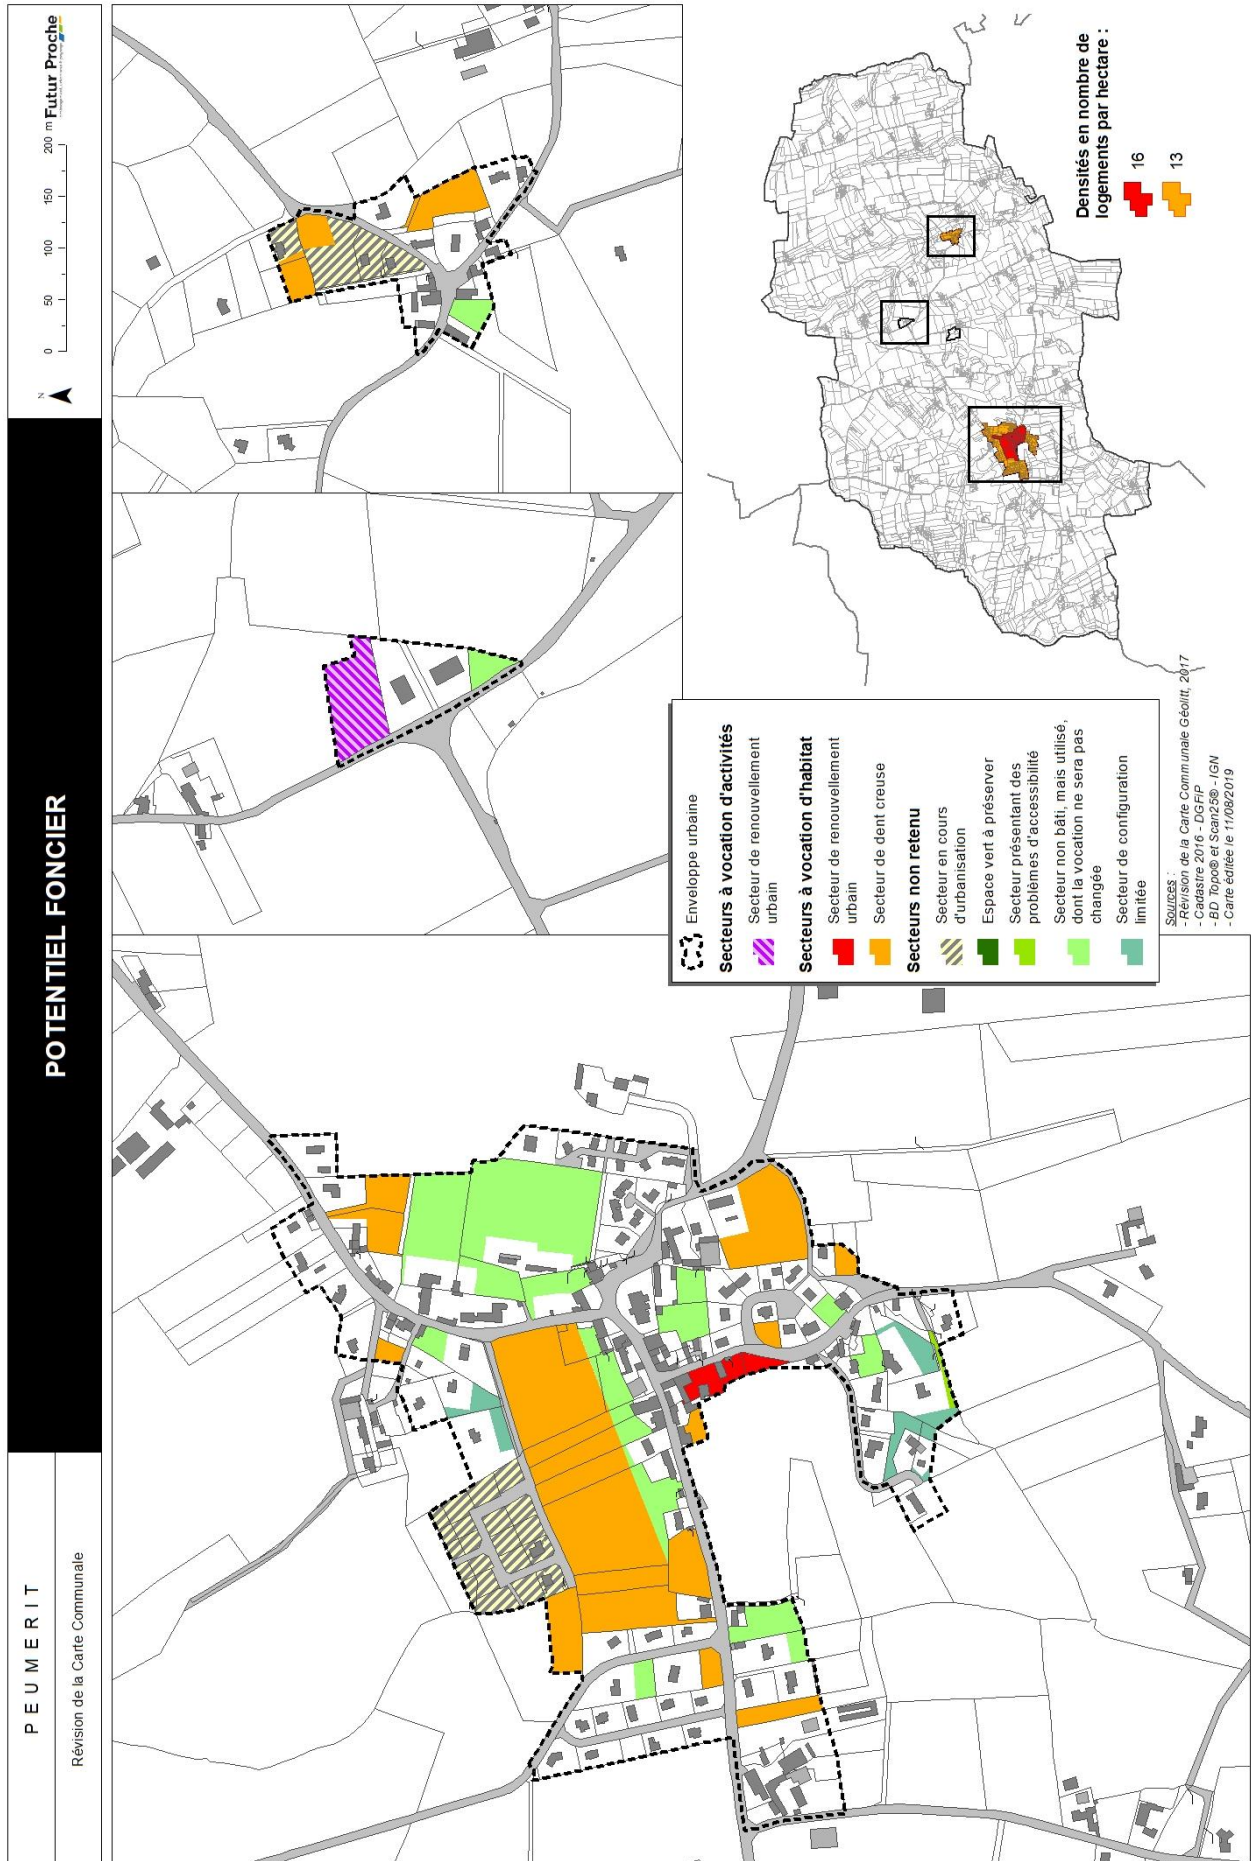 PEUMERIT
Révision de la Carte Communale
POTENTIEL FONCIER
N
0 50 100 150 200 m
Futur Proche
Enveloppe urbaine
Secteurs à vocation d'activités
Secteur de renouvellement
urbain
Secteurs à vocation d'habitat
Secteur de renouvellement
urbain
Secteur de dent creuse
Secteurs non retenu
Secteur en cours
d'urbanisation
Espace vert à préserver
Secteur présentant des
problèmes d'accessibilité
Secteur non bâti, mais utilisé,
dont la vocation ne sera pas
changée
Secteur de configuration
limitée
Sources :
- Révision de la Carte Communale Géolitt, 2017
- Cadastre 2016 - DGFIP
- BD Topo® et Scan25® - IGN
- Carte éditée le 11/08/2019
Densités en nombre de
logements par hectare :
16
13